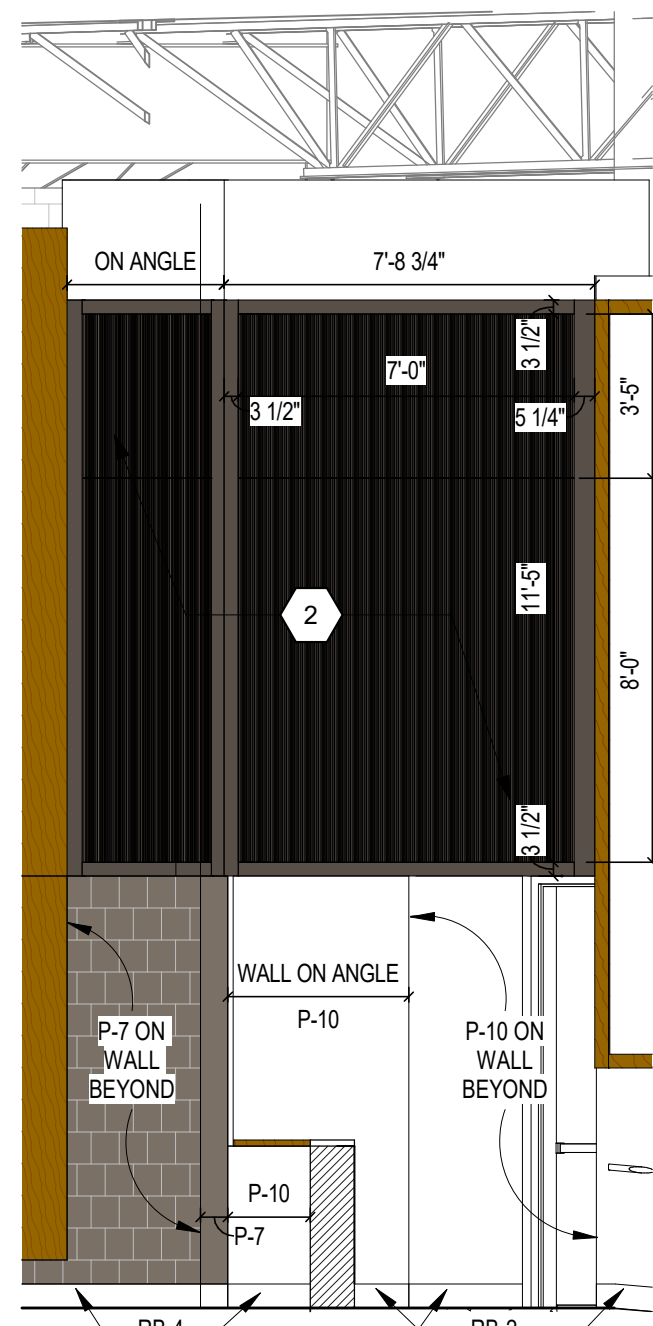 ON ANGLE
7'-8 3/4"
3 1/2"
7'-0"
3'-5"
3 1/2"
5 1/4"
11'-5"
2
8'-0"
3 1/2"
WALL ON ANGLE
P-10
P-7 ON
WALL
BEYOND
P-10 ON
WALL
BEYOND
P-10
P-7